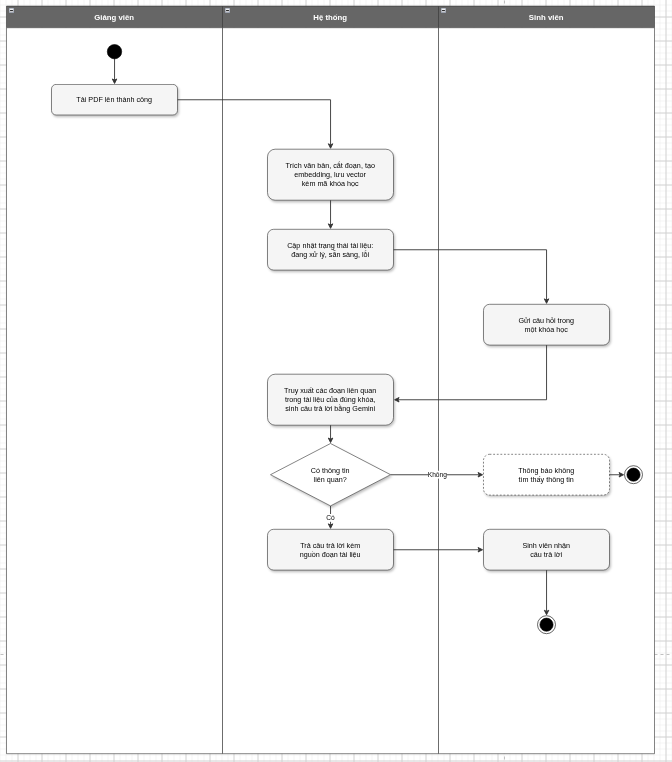 Giảng viên
Hệ thống
Sinh viên
Tải PDF lên thành công
Trích văn bản, cắt đoạn, tạo
embedding, lưu vector
kèm mã khóa học
Cập nhật trạng thái tài liệu:
đang xử lý, sẵn sàng, lỗi
Gửi câu hỏi trong
một khóa học
Truy xuất các đoạn liên quan
trong tài liệu của đúng khóa,
sinh câu trả lời bằng Gemini
Có thông tin
liên quan?
Không
Thông báo không
tìm thấy thông tin
Có
Trả câu trả lời kèm
nguồn đoạn tài liệu
Sinh viên nhận
câu trả lời